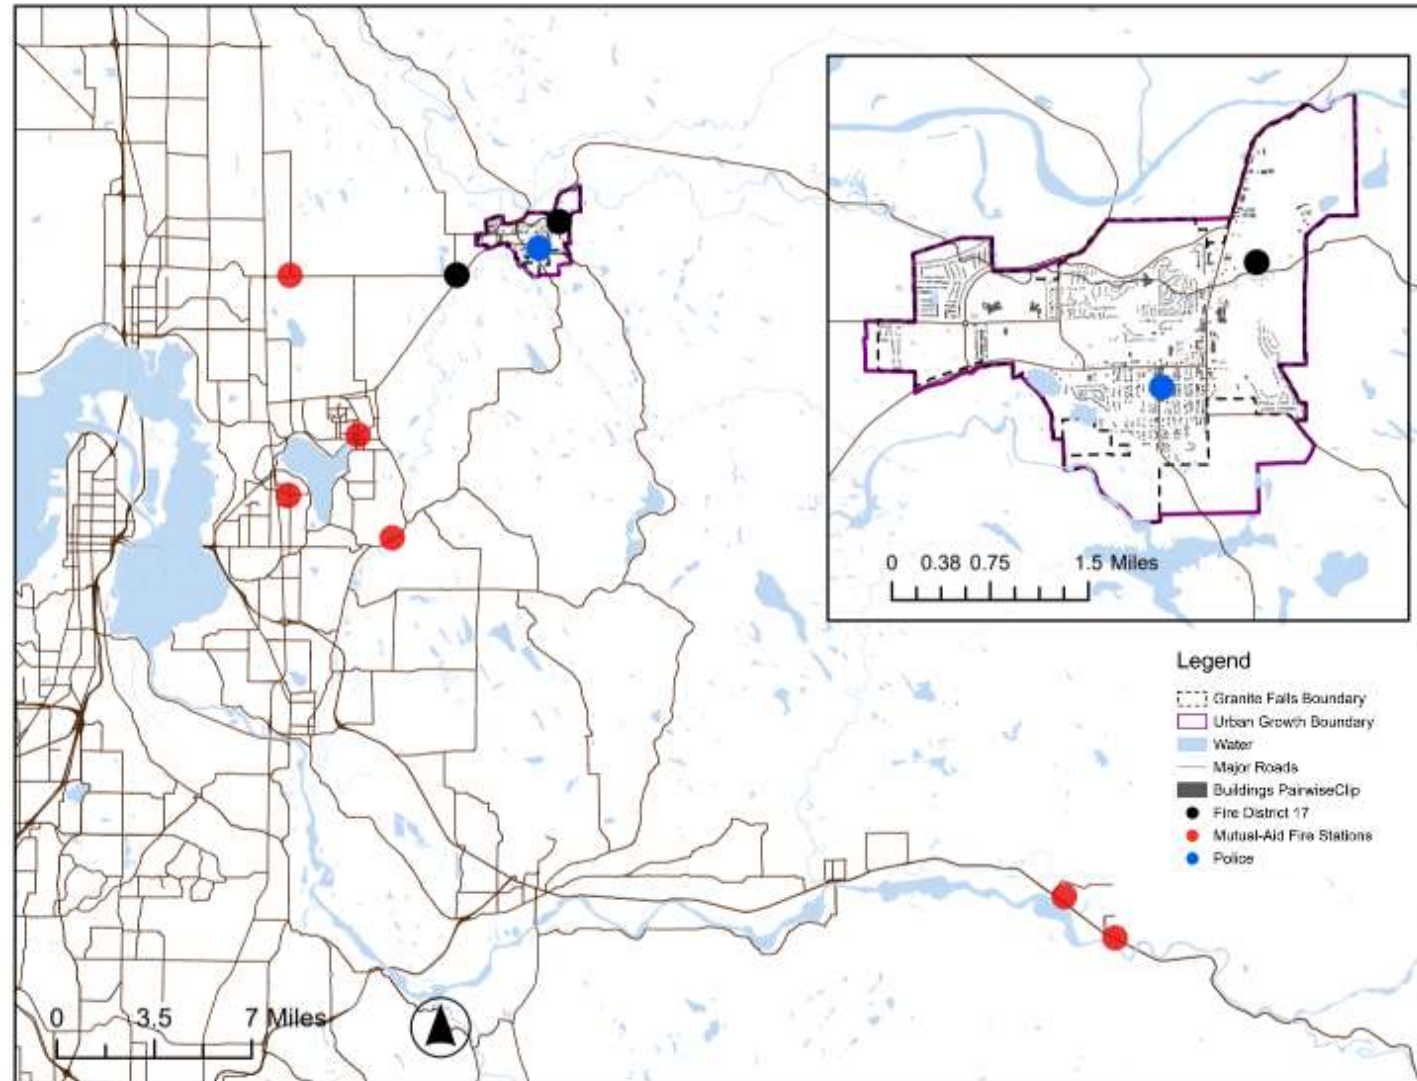 0 0.38 0.75 1.5 Miles
Legend
Granite Falls Boundary
Urban Growth Boundary
Water
Major Roads
Buildings PairwiseClip
Fire District 17
Mutual-Aid Fire Stations
Police
0 3.5 7 Miles